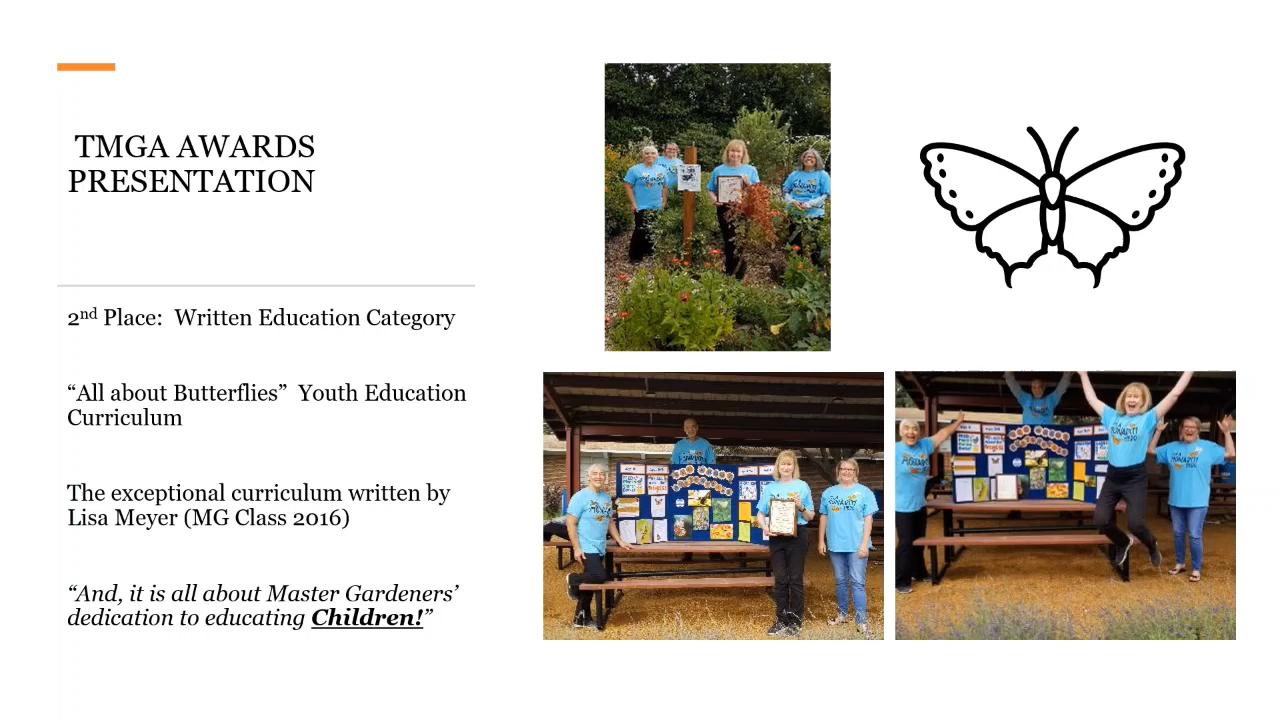 TMGA AWARDS
PRESENTATION
2nd Place: Written Education Category
“All about Butterflies” Youth Education
Curriculum
The exceptional curriculum written by
Lisa Meyer (MG Class 2016)
“And, it is all about Master Gardeners’
dedication to educating Children!”